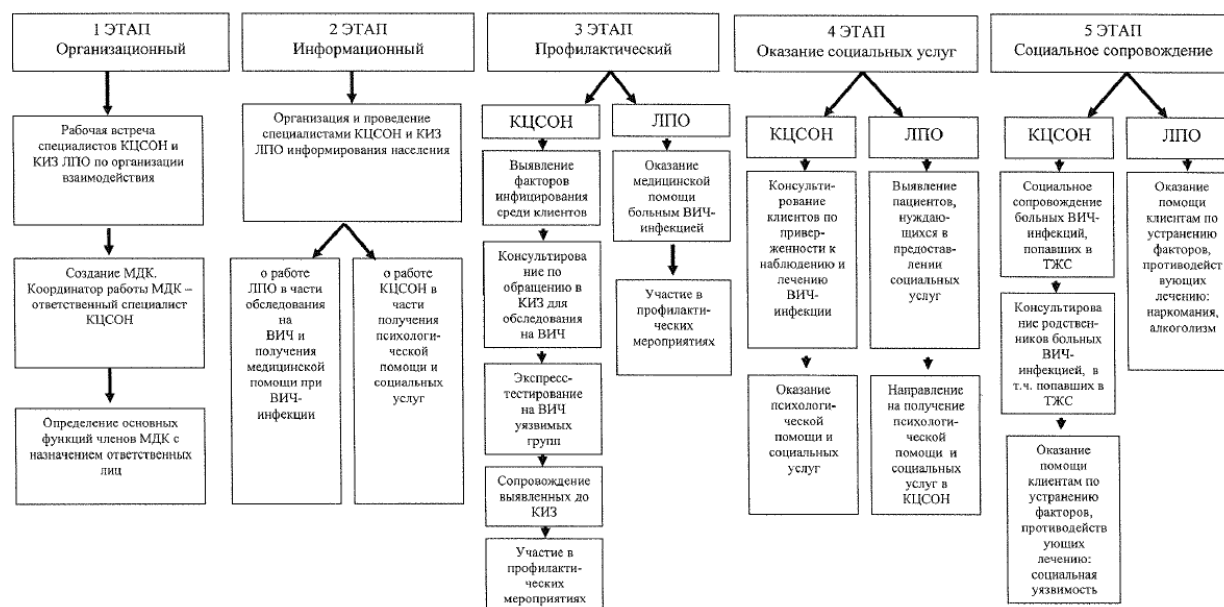 1 ЭТАП
Организационный
Рабочая встреча
специалистов КЦСОН и
КИЗ ЛПО по организации
взаимодействия
Создание МДК.
Координатор работы МДК –
ответственный специалист
КЦСОН
Определение основных
функций членов МДК с
назначением ответственных
лиц
2 ЭТАП
Информационный
Организация и проведение
специалистами КЦСОН и КИЗ
ЛПО информирования населения
о работе
ЛПО в части
обследования
на
ВИЧ и
получения
медицинской
помощи при
ВИЧ-
инфекции
о работе
КЦСОН в
части
получения
психологи-
ческой
помощи и
социальных
услуг
3 ЭТАП
Профилактический
КЦСОН
Выявление
факторов
инфицирования
среди клиентов
Консультирова
ние по
обращению в
КИЗ для
обследования
на ВИЧ
Экспресс-
тестирование
на ВИЧ
уязвимых
групп
Сопровождение
выявленных до
КИЗ
Участие в
профилакти-
ческих
мероприятиях
ЛПО
Оказание
медицинской
помощи
больным ВИЧ-
инфекцией
Участие в
профилакти-
ческих
мероприятиях
4 ЭТАП
Оказание социальных услуг
КЦСОН
Консульти-
рование
клиентов по
привер-
женности к
наблюдению и
лечению ВИЧ-
инфекции
Оказание
психологи-
ческой
помощи и
социальных
услуг
ЛПО
Выявление
пациентов,
нуждаю-
щихся в
предостав-
лении
социальных
услуг
Направление
на получение
психологи-
ческой
помощи и
социальных
услуг в
КЦСОН
5 ЭТАП
Социальное сопровождение
КЦСОН
Социальное
сопровождение
больных ВИЧ-
инфекций,
попавших в
ТЖС
Консультирова
ние родствен-
ников больных
ВИЧ-
инфекцией, в
т.ч. попавших в
ТЖС
Оказание
помощи
клиентам по
устранению
факторов,
противодейств
ующих
лечению:
социальная
уязвимость
ЛПО
Оказание
помощи
клиентам по
устранению
факторов,
противодейст
вующих
лечению:
наркомания,
алкоголизм